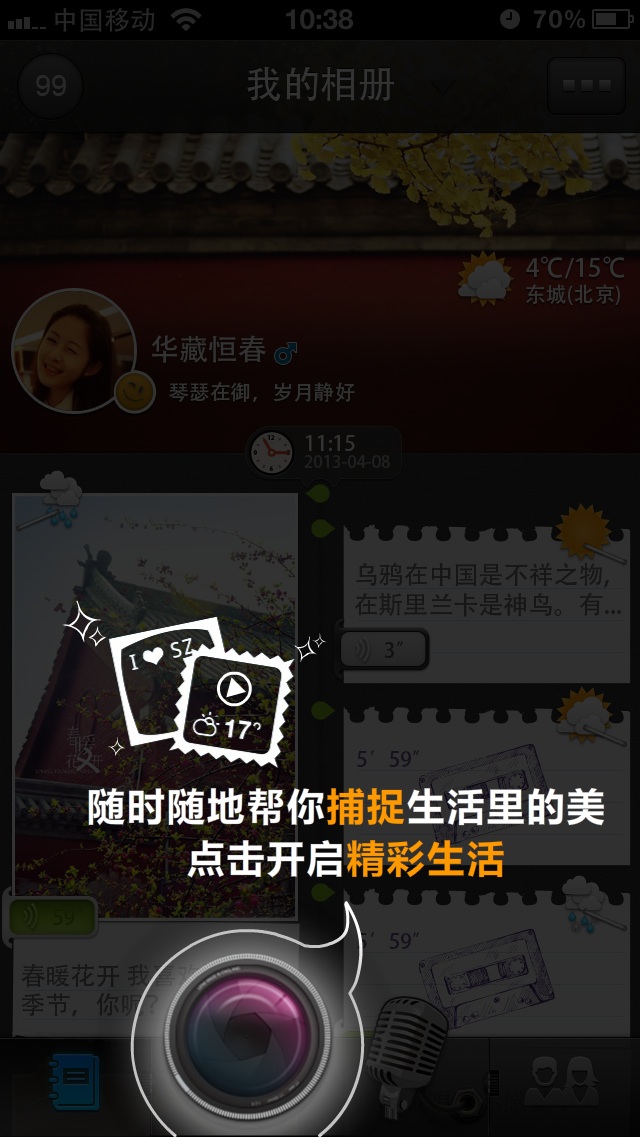 中国移动
10:38
70%
99
我的相册
4℃/15℃
东城(北京)
华藏恒春
琴瑟在御，岁月静好
11:15
2013-04-08
乌鸦在中国是不祥之物,
在斯里兰卡是神鸟。有...
3″
I SZ
17°
5′ 59″
随时随地帮你捕捉生活里的美
点击开启精彩生活
59
5′ 59″
春暖花开 我喜
季节，你呢？